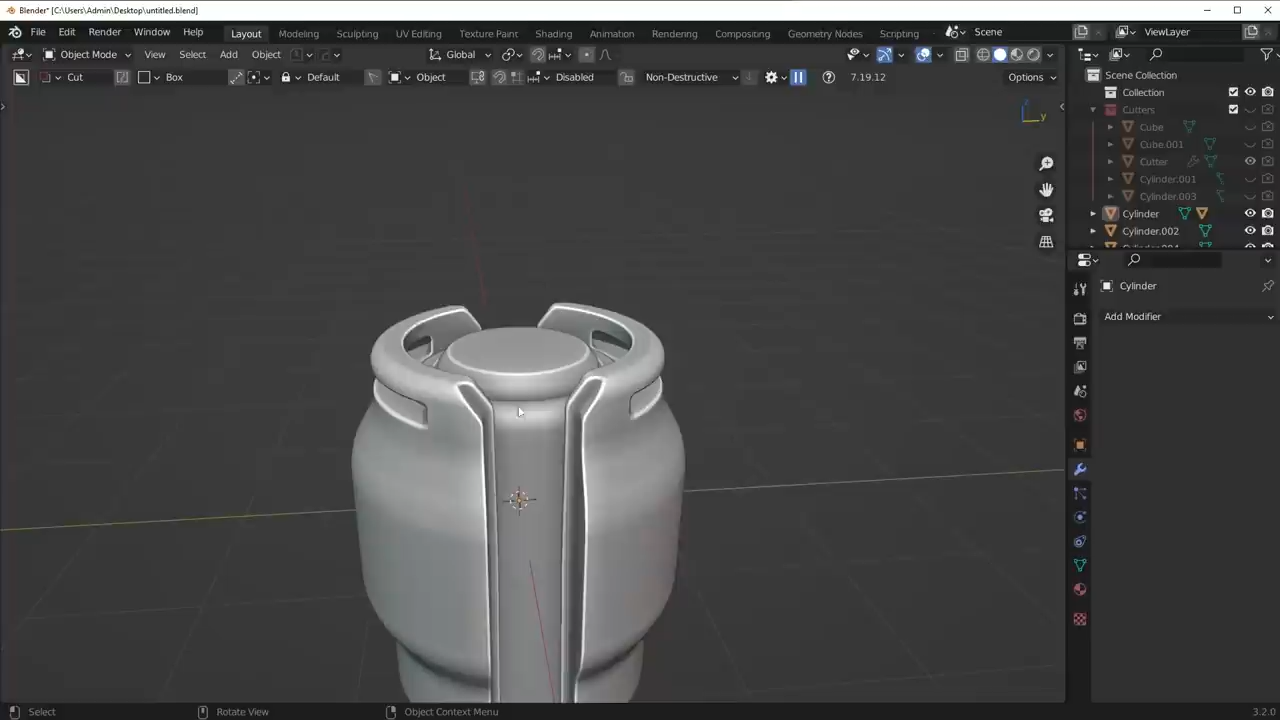 Blender* [C:\Users\Admin\Desktop\untitled.blend]
File Edit Render Window Help Layout Modeling Sculpting UV Editing Texture Paint Shading Animation Rendering Compositing Geometry Nodes Scripting Scene ViewLayer
Object Mode View Select Add Object Global
Cut Box Default Object Disabled Non-Destructive 7.19.12 Options
Scene Collection
Collection
Cutters
Cube
Cube.001
Cutter
Cylinder.001
Cylinder.003
Cylinder
Cylinder.002
z
y
Cylinder
Add Modifier
Select Rotate View Object Context Menu 3.2.0